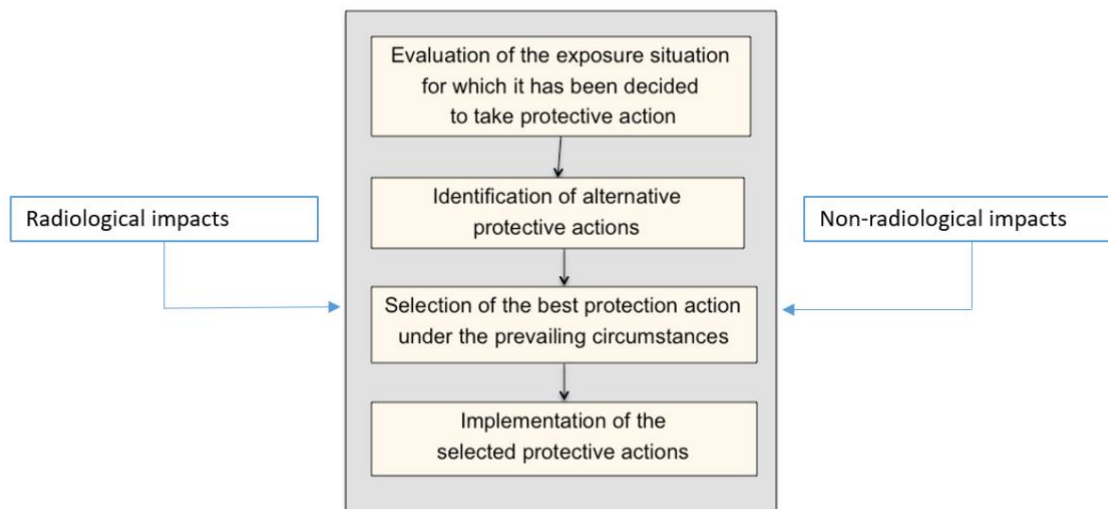 Evaluation of the exposure situation
for which it has been decided
to take protective action
Identification of alternative
protective actions
Radiological impacts
Non-radiological impacts
Selection of the best protection action
under the prevailing circumstances
Implementation of the
selected protective actions